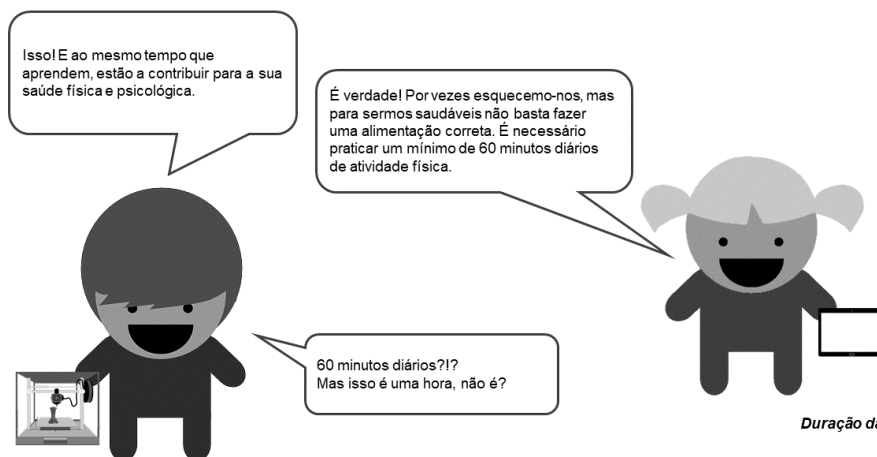 Isso! E ao mesmo tempo que
aprendem, estão a contribuir para a sua
saúde física e psicológica.
É verdade! Por vezes esquecemo-nos, mas
para sermos saudáveis não basta fazer
uma alimentação correta. É necessário
praticar um mínimo de 60 minutos diários
de atividade física.
60 minutos diários?!?
Mas isso é uma hora, não é?
Duração da